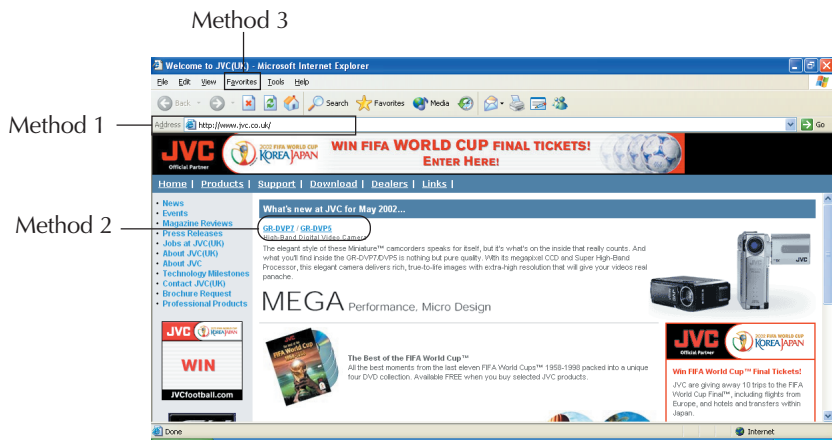 Method 3
Welcome to JVC(UK) - Microsoft Internet Explorer
File Edit View Favorites Tools Help
Back Search Favorites Media
Method 1
Address http://www.jvc.co.uk/ Go
JVC
Official Partner
2002 FIFA WORLD CUP
KOREA JAPAN
WIN FIFA WORLD CUP FINAL TICKETS!
ENTER HERE!
Home | Products | Support | Download | Dealers | Links |
Method 2
• News
• Events
• Magazine Reviews
• Press Releases
• Jobs at JVC(UK)
• About JVC(UK)
• About JVC
• Technology Milestones
• Contact JVC(UK)
• Brochure Request
• Professional Products
JVC
KOREA JAPAN
WIN
JVCfootball.com
What's new at JVC for May 2002...
GR-DVP7 / GR-DVP5
High-Band Digital Video Camera
The elegant style of these Miniature™ camcorders speaks for itself, but it's what's on the inside that really counts. And
what you'll find inside the GR-DVP7/DVP5 is nothing but pure quality. With its megapixel CCD and Super High-Band
Processor, this elegant camera delivers rich, true-to-life images with extra-high resolution that will give your videos real
panache.
JVC
MEGA Performance, Micro Design
FIFA World Cup
The Best of the FIFA World Cup™
All the best moments from the last eleven FIFA World Cups™ 1958-1998 packed into a unique
four DVD collection. Available FREE when you buy selected JVC products.
JVC
Official Partner
2002 FIFA WORLD CUP
KOREA JAPAN
Win FIFA World Cup™ Final Tickets!
JVC are giving away 10 trips to the FIFA
World Cup Final™, including flights from
Europe, and hotels and transfers within
Japan.
Done Internet